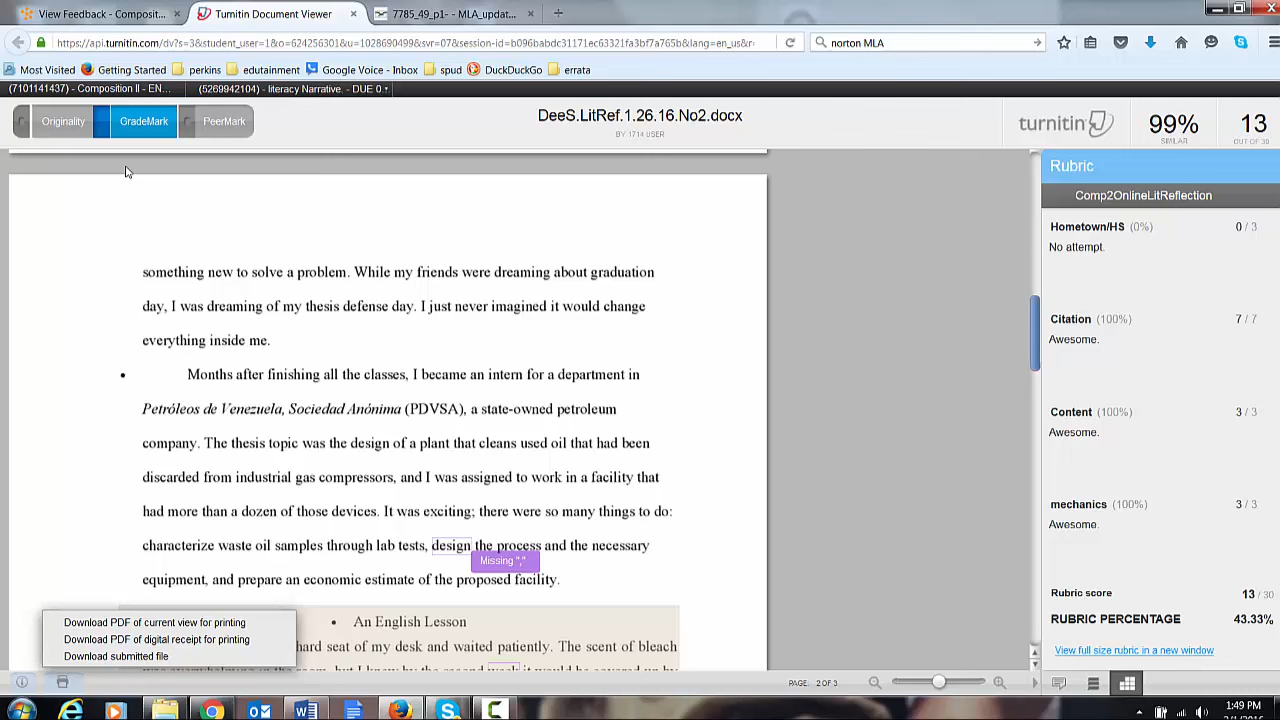 View Feedback - Composit...
Turnitin Document Viewer
7785_49_p1- - MLA_updat...
https://api.turnitin.com/dv?s=3&student_user=1&o=624256301&u=1028690499&svr=07&session-id=b096babdc31171ec63321fa3bf7a765b&lang=en_us&r
norton MLA
Most Visited
Getting Started
perkins
edutainment
Google Voice - Inbox
spud
DuckDuckGo
errata
(7101141437) - Composition II - EN...
(5269942104) - literacy Narrative. - DUE 0.
Originality
GradeMark
PeerMark
DeeS.LitRef.1.26.16.No2.docx
BY 1714 USER
turnitin
99%
SIMILAR
13
OUT OF 30
Rubric
Comp2OnlineLitReflection
Hometown/HS (0%) 0 / 3
No attempt.
Citation (100%) 7 / 7
Awesome.
Content (100%) 3 / 3
Awesome.
mechanics (100%) 3 / 3
Awesome.
Rubric score 13 / 30
RUBRIC PERCENTAGE 43.33%
View full size rubric in a new window
something new to solve a problem. While my friends were dreaming about graduation
day, I was dreaming of my thesis defense day. I just never imagined it would change
everything inside me.
• Months after finishing all the classes, I became an intern for a department in
Petróleos de Venezuela, Sociedad Anónima (PDVSA), a state-owned petroleum
company. The thesis topic was the design of a plant that cleans used oil that had been
discarded from industrial gas compressors, and I was assigned to work in a facility that
had more than a dozen of those devices. It was exciting; there were so many things to do:
characterize waste oil samples through lab tests, design the process and the necessary
Missing ","
equipment, and prepare an economic estimate of the proposed facility.
• An English Lesson
hard seat of my desk and waited patiently. The scent of bleach
Download PDF of current view for printing
Download PDF of digital receipt for printing
Download submitted file
PAGE: 2 OF 3
1:49 PM